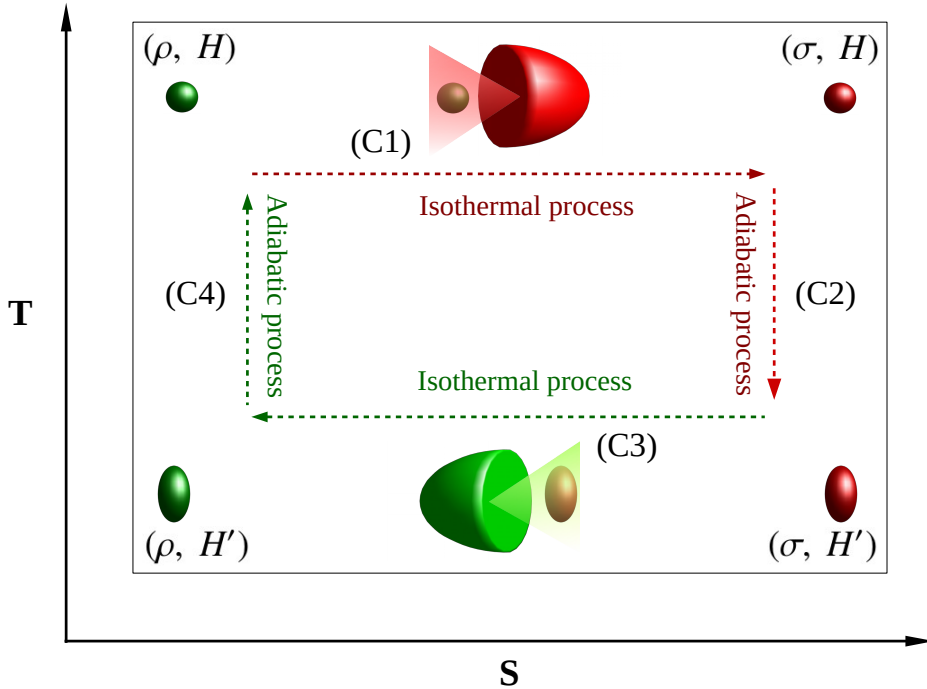 (ρ, H)
(σ, H)
(C1)
Isothermal process
Adiabatic process
Adiabatic process
(C4)
(C2)
T
Isothermal process
(C3)
(ρ, H′)
(σ, H′)
S